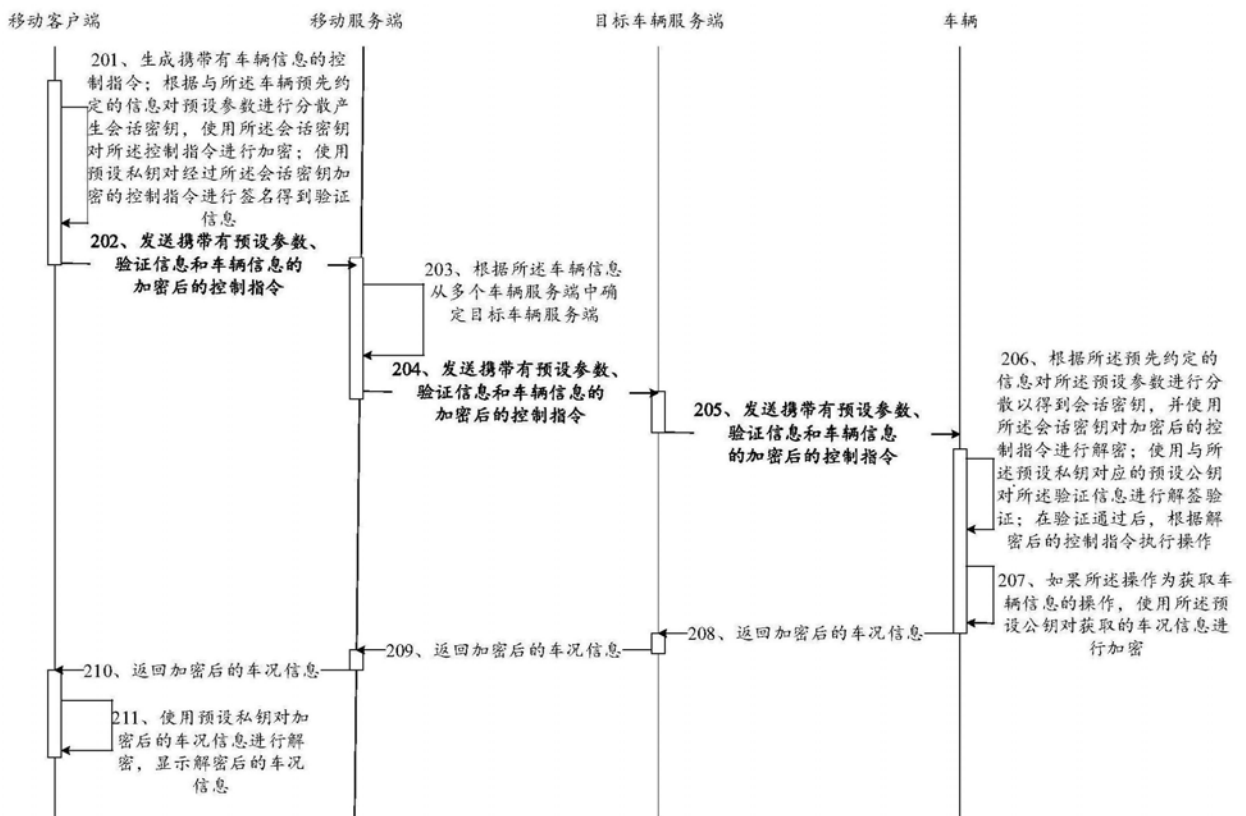 移动客户端
移动服务端
目标车辆服务端
车辆
201、生成携带有车辆信息的控
制指令；根据与所述车辆预先约
定的信息对预设参数进行分散产
生会话密钥，使用所述会话密钥
对所述控制指令进行加密；使用
预设私钥对经过所述会话密钥加
密的控制指令进行签名得到验证
信息
202、发送携带有预设参数、
验证信息和车辆信息的
加密后的控制指令
203、根据所述车辆信息
从多个车辆服务端中确
定目标车辆服务端
204、发送携带有预设参数、
验证信息和车辆信息的
加密后的控制指令
205、发送携带有预设参数、
验证信息和车辆信息
的加密后的控制指令
206、根据所述预先约定的
信息对所述预设参数进行分
散以得到会话密钥，并使用
所述会话密钥对加密后的控
制指令进行解密；使用与所
述预设私钥对应的预设公钥
对所述验证信息进行解签验
证；在验证通过后，根据解
密后的控制指令执行操作
207、如果所述操作为获取车
辆信息的操作，使用所述预
设公钥对获取的车况信息进
行加密
208、返回加密后的车况信息
209、返回加密后的车况信息
210、返回加密后的车况信息
211、使用预设私钥对加
密后的车况信息进行解
密，显示解密后的车况
信息